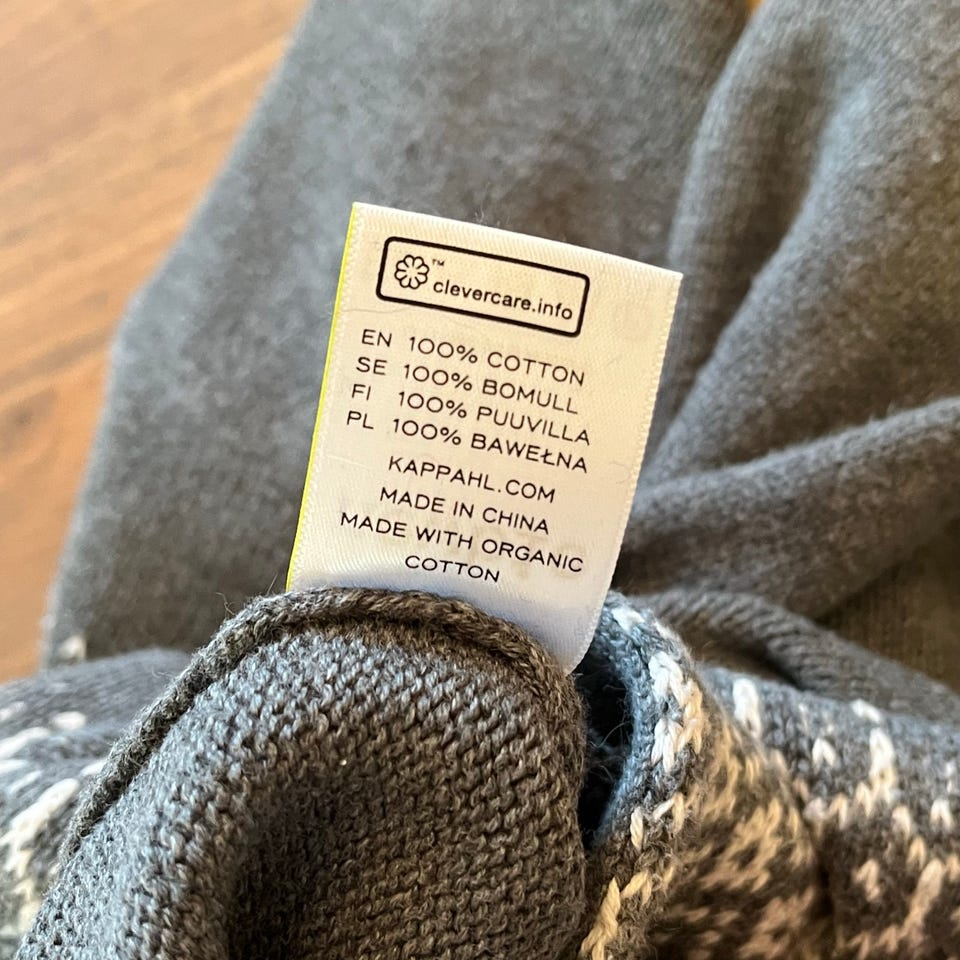 ™ clevercare.info
EN 100% COTTON
SE 100% BOMULL
FI 100% PUUVILLA
PL 100% BAWEŁNA
KAPPAHL.COM
MADE IN CHINA
MADE WITH ORGANIC
COTTON